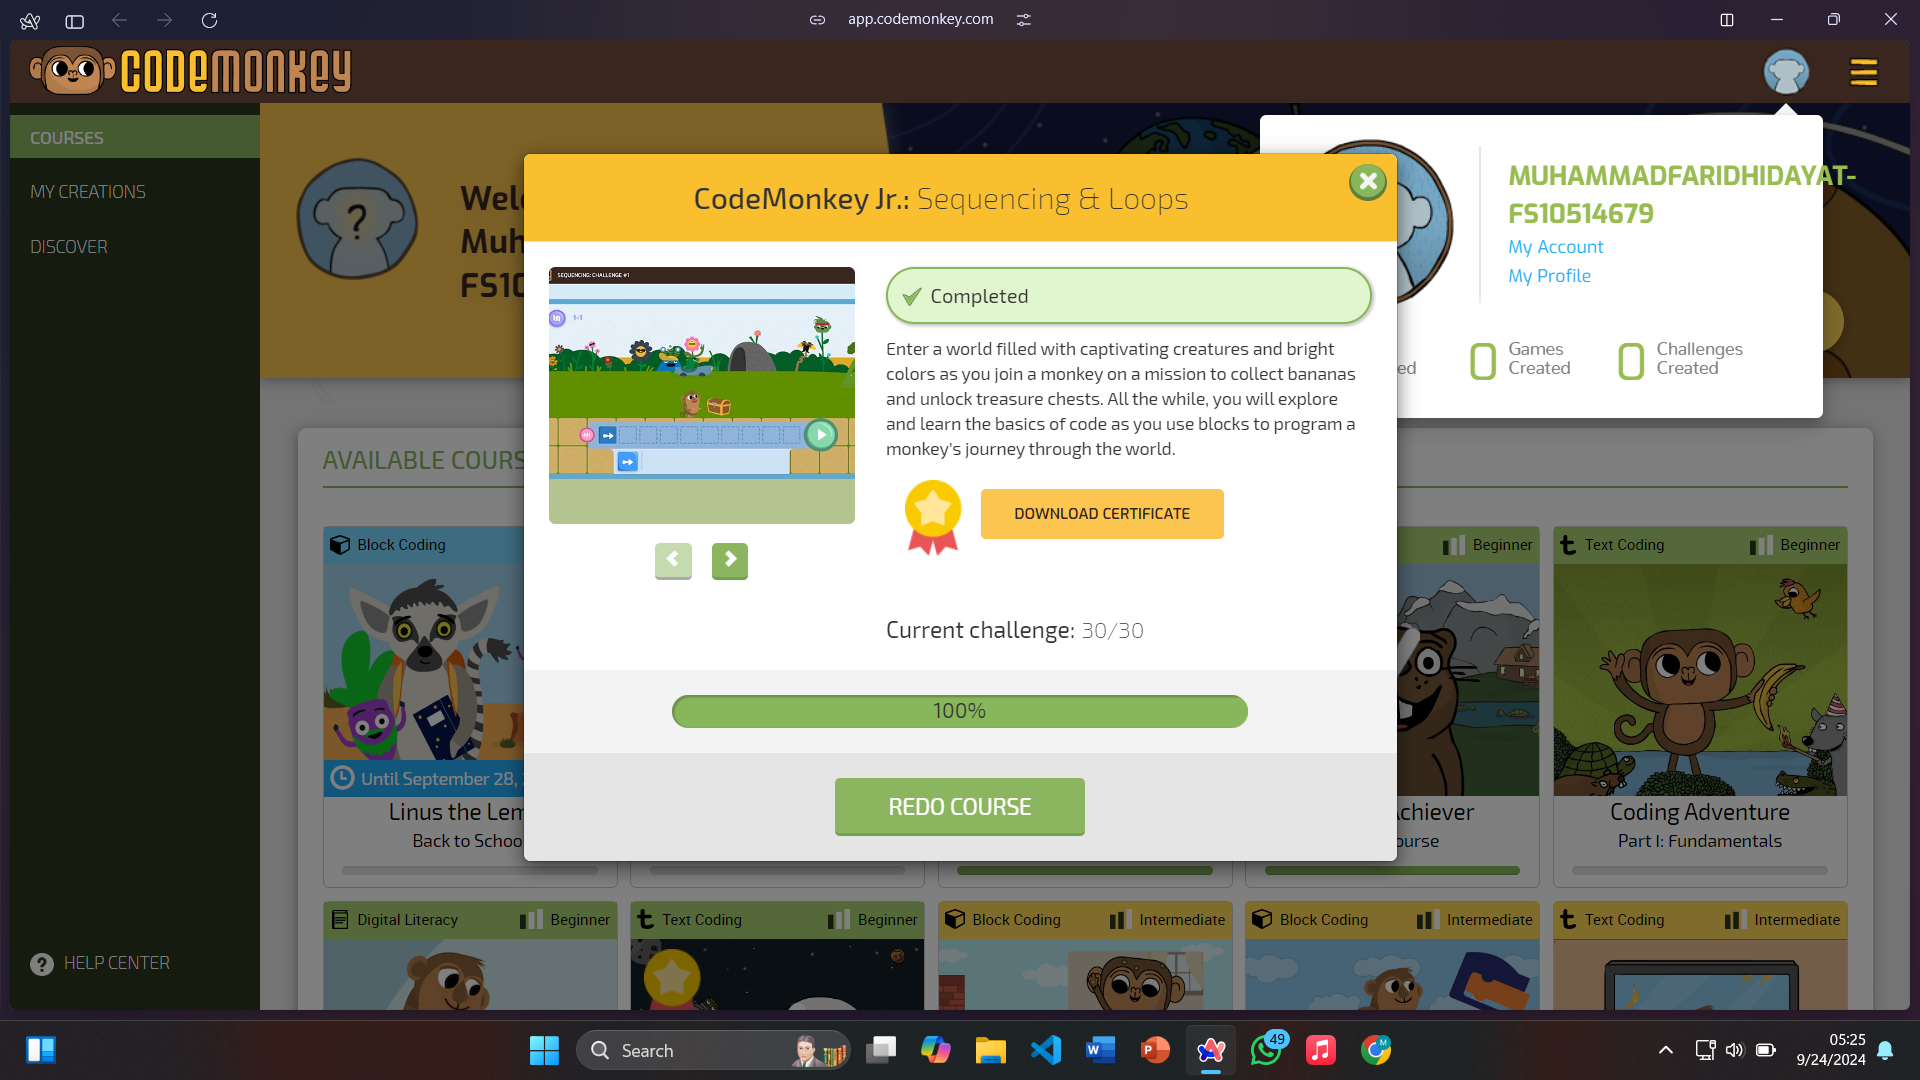 app.codemonkey.com
CODEMONKEY
COURSES
MY CREATIONS
DISCOVER
HELP CENTER
Wel
Muh
FS10
MUHAMMADFARIDHIDAYAT-
FS10514679
My Account
My Profile
ed
0 Games
Created
0 Challenges
Created
CodeMonkey Jr.: Sequencing & Loops
SEQUENCING: CHALLENGE #1
1-1
Completed
Enter a world filled with captivating creatures and bright
colors as you join a monkey on a mission to collect bananas
and unlock treasure chests. All the while, you will explore
and learn the basics of code as you use blocks to program a
monkey's journey through the world.
DOWNLOAD CERTIFICATE
Current challenge: 30/30
100%
REDO COURSE
AVAILABLE COURS
Block Coding
Until September 28,
Linus the Lem
Back to Schoo
Beginner
chiever
ourse
Text Coding
Beginner
Coding Adventure
Part I: Fundamentals
Digital Literacy
Beginner
Text Coding
Beginner
Block Coding
Intermediate
Block Coding
Intermediate
Text Coding
Intermediate
Search
49
05:25
9/24/2024